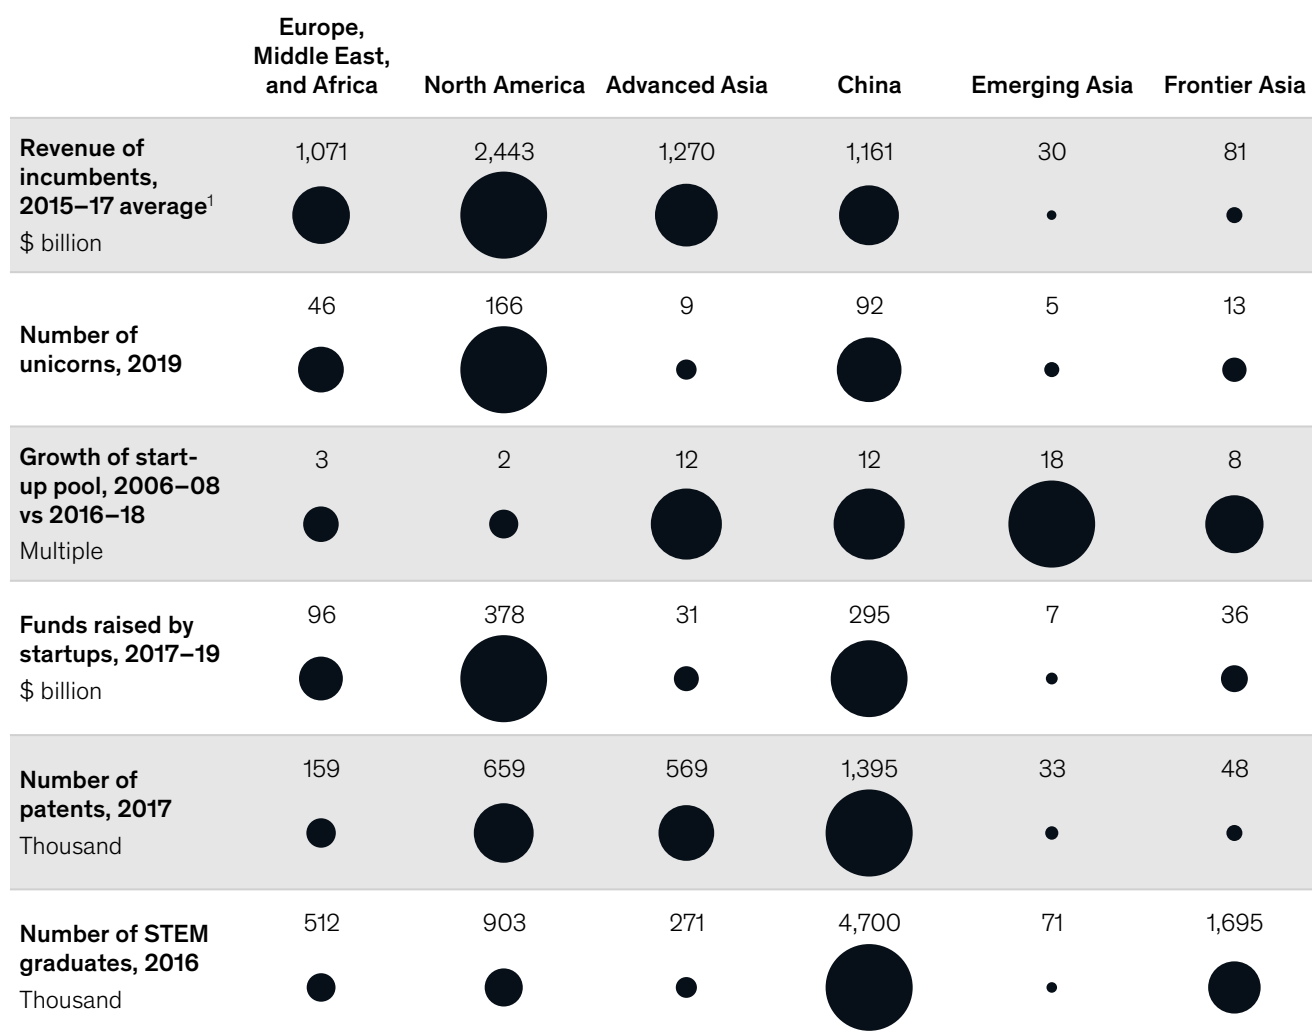 Europe,
Middle East,
and Africa North America Advanced Asia China Emerging Asia Frontier Asia
Revenue of
incumbents,
2015–17 average¹
$ billion
1,071 2,443 1,270 1,161 30 81
Number of
unicorns, 2019
46 166 9 92 5 13
Growth of start-
up pool, 2006–08
vs 2016–18
Multiple
3 2 12 12 18 8
Funds raised by
startups, 2017–19
$ billion
96 378 31 295 7 36
Number of
patents, 2017
Thousand
159 659 569 1,395 33 48
Number of STEM
graduates, 2016
Thousand
512 903 271 4,700 71 1,695